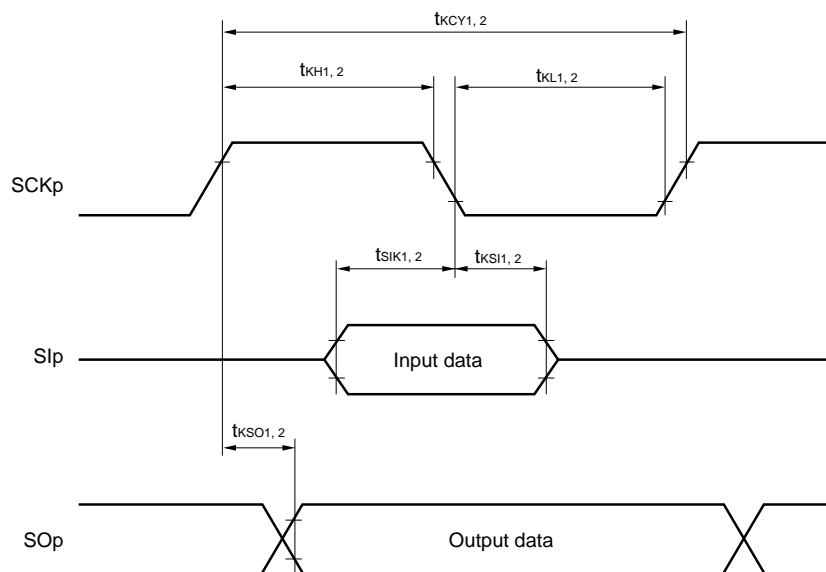 tKCY1, 2
tKH1, 2
tKL1, 2
SCKp
tSIK1, 2
tKSI1, 2
SIp
Input data
tKSO1, 2
SOp
Output data